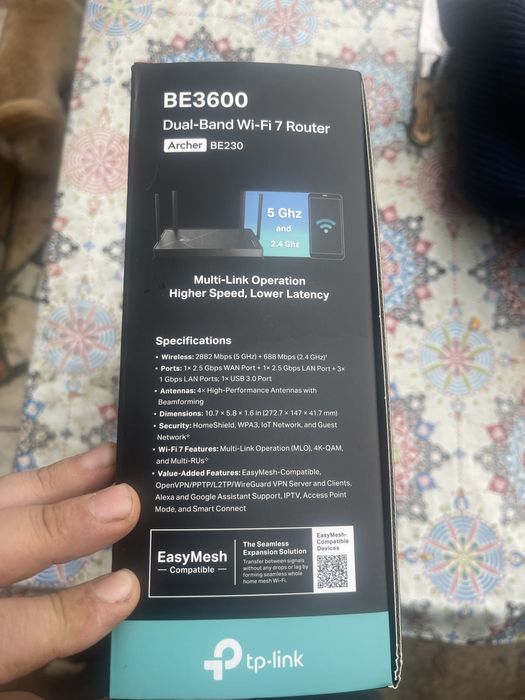 BE3600
Dual-Band Wi-Fi 7 Router
Archer BE230
5 Ghz
and
2.4 Ghz
Multi-Link Operation
Higher Speed, Lower Latency
Specifications
• Wireless: 2882 Mbps (5 GHz) + 688 Mbps (2.4 GHz)†
• Ports: 1× 2.5 Gbps WAN Port + 1× 2.5 Gbps LAN Port + 3×
1 Gbps LAN Ports; 1× USB 3.0 Port
• Antennas: 4× High-Performance Antennas with
Beamforming
• Dimensions: 10.7 × 5.8 × 1.6 in (272.7 × 147 × 41.7 mm)
• Security: HomeShield, WPA3, IoT Network, and Guest
Network◊
• Wi-Fi 7 Features: Multi-Link Operation (MLO), 4K-QAM,
and Multi-RUs◊
• Value-Added Features: EasyMesh-Compatible,
OpenVPN/PPTP/L2TP/WireGuard VPN Server and Clients,
Alexa and Google Assistant Support, IPTV, Access Point
Mode, and Smart Connect
EasyMesh
— Compatible —
The Seamless
Expansion Solution
Transfer between signals
without any drops or lag by
forming seamless whole
home mesh Wi-Fi.
EasyMesh-
Compatible
Devices
tp-link